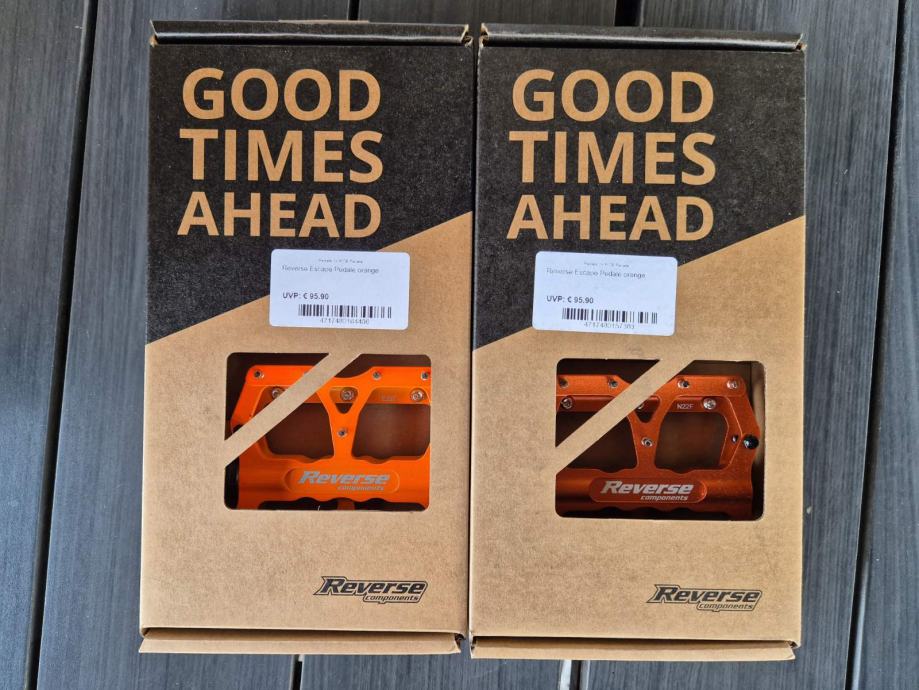 GOOD
TIMES
AHEAD
Reverse Escape Pedale orange
UVP: € 95.90
Reverse
components
Reverse
components
GOOD
TIMES
AHEAD
Reverse Escape Pedale orange
UVP: € 95.90
N22F
Reverse
components
Reverse
components